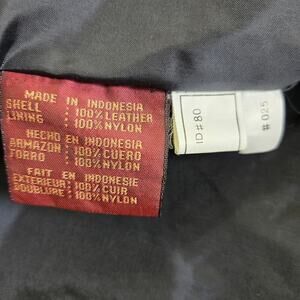 MADE IN INDONESIA
SHELL :100% LEATHER
LINING :100% NYLON
HECHO EN INDONESIA
ARMAZON :100% CUERO
FORRO :100% NYLON
FAIT EN INDONESIE
EXTERIEUR:100% CUIR
DOUBLURE :100% NYLON
ID#80
#025